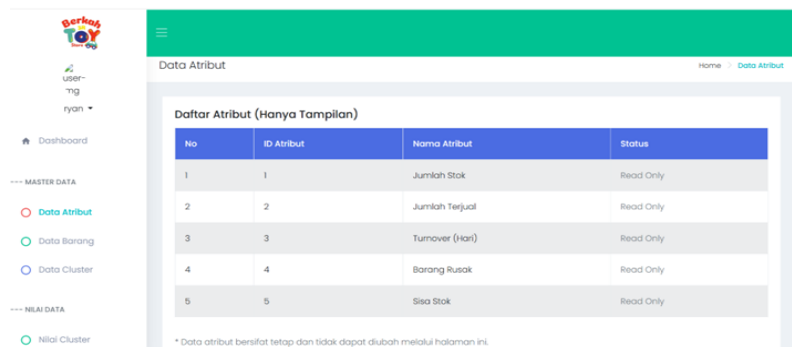 Berkah
TOY
Store
user-
mg
ryan
Dashboard
--- MASTER DATA
Data Atribut
Data Barang
Data Cluster
--- NILAI DATA
Nilai Cluster
Data Atribut
Home > Data Atribut
Daftar Atribut (Hanya Tampilan)
No ID Atribut Nama Atribut Status
1 1 Jumlah Stok Read Only
2 2 Jumlah Terjual Read Only
3 3 Turnover (Hari) Read Only
4 4 Barang Rusak Read Only
5 5 Sisa Stok Read Only
* Data atribut bersifat tetap dan tidak dapat diubah melalui halaman ini.